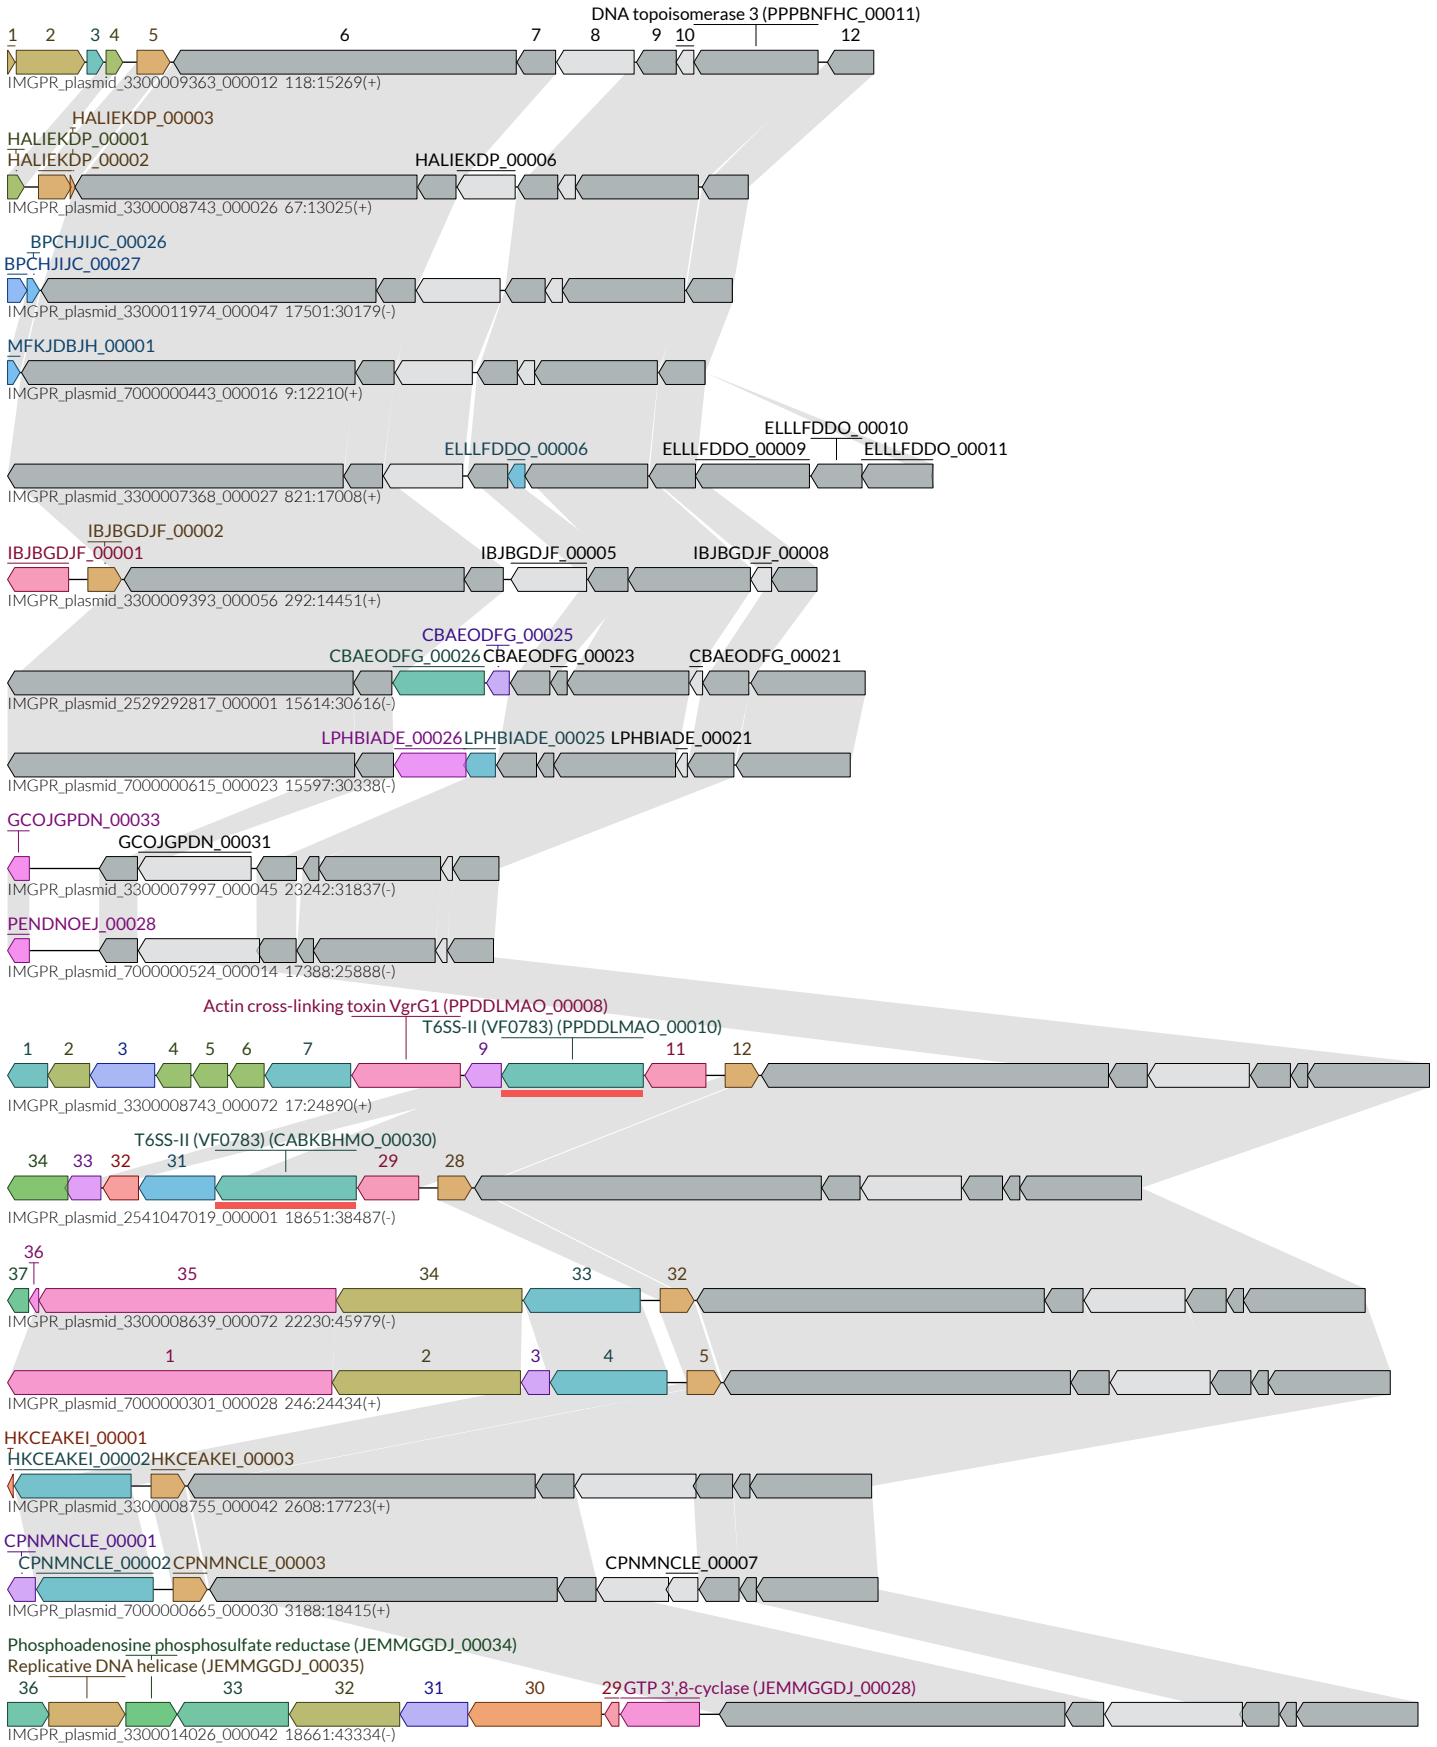 DNA topoisomerase 3 (PPPBNFHC_00011)
1 2 3 4 5 6 7 8 9 10 12
IMGPR_plasmid_3300009363_000012 118:15269(+)
HALIEKDP_00003
HALIEKDP_00001
HALIEKDP_00002 HALIEKDP_00006
IMGPR_plasmid_3300008743_000026 67:13025(+)
BPCHJIJC_00026
BPCHJIJC_00027
IMGPR_plasmid_3300011974_000047 17501:30179(-)
MFKJDBJH_00001
IMGPR_plasmid_7000000443_000016 9:12210(+)
ELLLFDDO_00010
ELLLFDDO_00006 ELLLFDDO_00009 ELLLFDDO_00011
IMGPR_plasmid_3300007368_000027 821:17008(+)
IBJBGDJF_00002
IBJBGDJF_00001 IBJBGDJF_00005 IBJBGDJF_00008
IMGPR_plasmid_3300009393_000056 292:14451(+)
CBAEODFG_00025
CBAEODFG_00026 CBAEODFG_00023 CBAEODFG_00021
IMGPR_plasmid_2529292817_000001 15614:30616(-)
LPHBIADE_00026 LPHBIADE_00025 LPHBIADE_00021
IMGPR_plasmid_7000000615_000023 15597:30338(-)
GCOJGPDN_00033
GCOJGPDN_00031
IMGPR_plasmid_3300007997_000045 23242:31837(-)
PENDNOEJ_00028
IMGPR_plasmid_7000000524_000014 17388:25888(-)
Actin cross-linking toxin VgrG1 (PPDDLMAO_00008)
T6SS-II (VF0783) (PPDDLMAO_00010)
1 2 3 4 5 6 7 9 11 12
IMGPR_plasmid_3300008743_000072 17:24890(+)
T6SS-II (VF0783) (CABKBHMO_00030)
34 33 32 31 29 28
IMGPR_plasmid_2541047019_000001 18651:38487(-)
36
37 35 34 33 32
IMGPR_plasmid_3300008639_000072 22230:45979(-)
1 2 3 4 5
IMGPR_plasmid_7000000301_000028 246:24434(+)
HKCEAKEI_00001
HKCEAKEI_00002 HKCEAKEI_00003
IMGPR_plasmid_3300008755_000042 2608:17723(+)
CPNMNCLE_00001
CPNMNCLE_00002 CPNMNCLE_00003 CPNMNCLE_00007
IMGPR_plasmid_7000000665_000030 3188:18415(+)
Phosphoadenosine phosphosulfate reductase (JEMMGGDJ_00034)
Replicative DNA helicase (JEMMGGDJ_00035)
36 33 32 31 30 29 GTP 3',8-cyclase (JEMMGGDJ_00028)
IMGPR_plasmid_3300014026_000042 18661:43334(-)